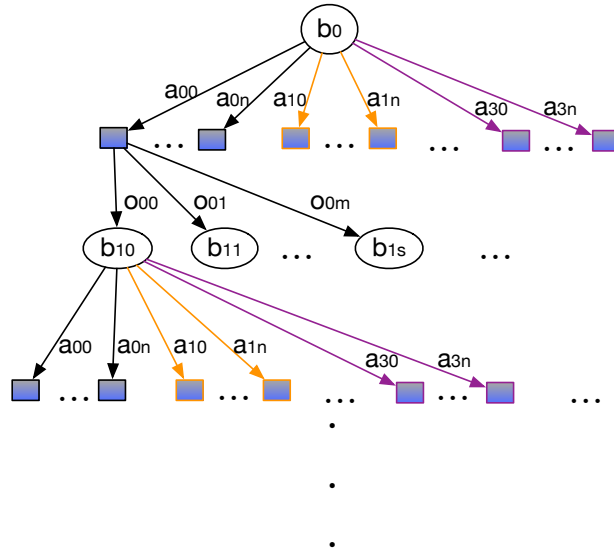 b0
a00 a0n a10 a1n a30 a3n
... ... ... ...
o00 o01 o0m
b10 b11 ... b1s ...
a00 a0n a10 a1n a30 a3n
... ... ... ... ...
.
.
.